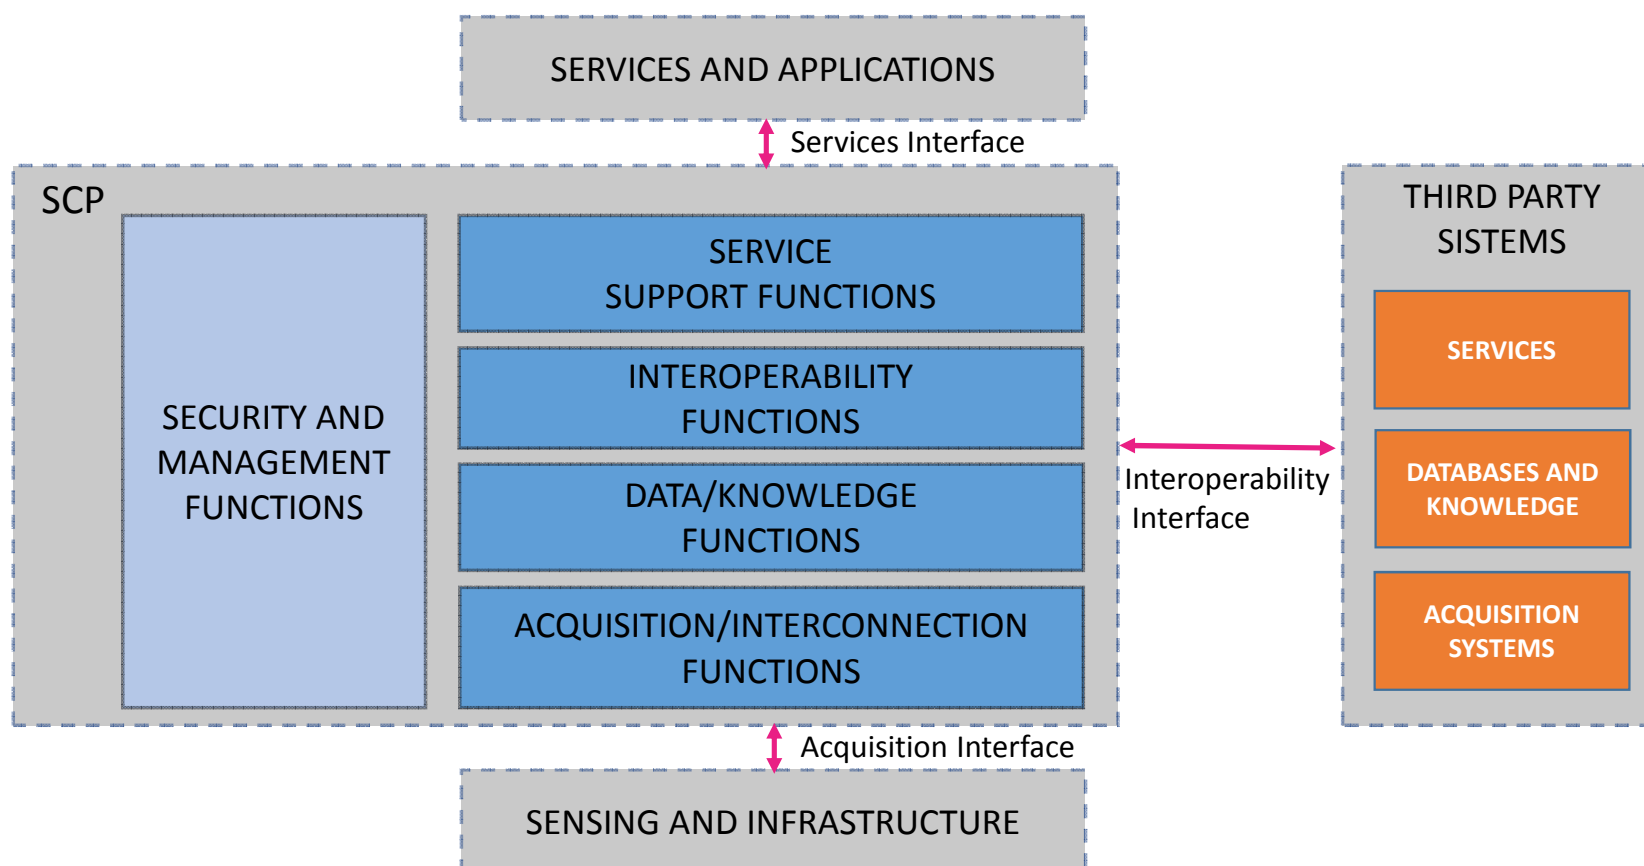 SERVICES AND APPLICATIONS
Services Interface
SCP
SECURITY AND
MANAGEMENT
FUNCTIONS
SERVICE
SUPPORT FUNCTIONS
INTEROPERABILITY
FUNCTIONS
DATA/KNOWLEDGE
FUNCTIONS
ACQUISITION/INTERCONNECTION
FUNCTIONS
Interoperability
Interface
THIRD PARTY
SISTEMS
SERVICES
DATABASES AND
KNOWLEDGE
ACQUISITION
SYSTEMS
Acquisition Interface
SENSING AND INFRASTRUCTURE